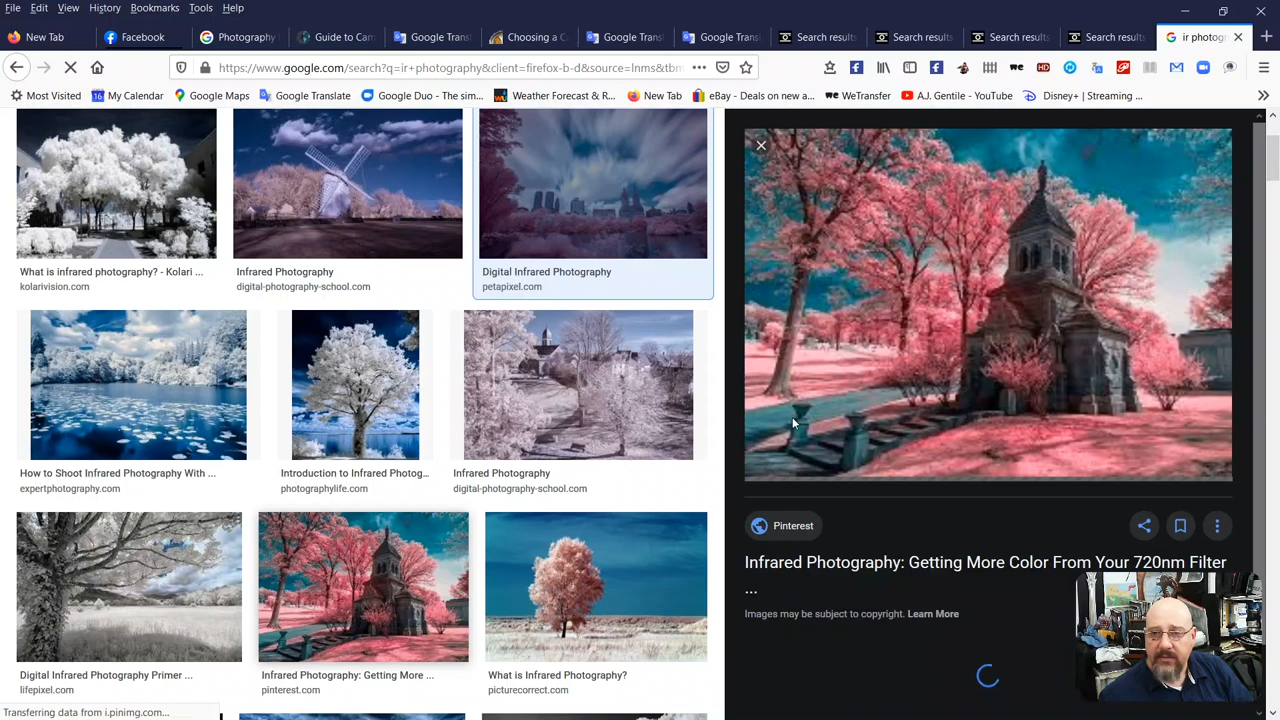 File Edit View History Bookmarks Tools Help
New Tab Facebook Photography Guide to Cam Google Trans Choosing a C Google Transl Google Transl Search results Search results Search results Search results ir photogr
https://www.google.com/search?q=ir+photography&client=firefox-b-d&source=lnms&tbm
Most Visited My Calendar Google Maps Google Translate Google Duo - The sim... Weather Forecast & R... New Tab eBay - Deals on new a... WeTransfer A.J. Gentile - YouTube Disney+ | Streaming ...
What is infrared photography? - Kolari ...
kolarivision.com
Infrared Photography
digital-photography-school.com
Digital Infrared Photography
petapixel.com
How to Shoot Infrared Photography With ...
expertphotography.com
Introduction to Infrared Photog...
photographylife.com
Infrared Photography
digital-photography-school.com
Digital Infrared Photography Primer ...
lifepixel.com
Infrared Photography: Getting More ...
pinterest.com
What is Infrared Photography?
picturecorrect.com
Transferring data from i.pinimg.com...
Pinterest
Infrared Photography: Getting More Color From Your 720nm Filter
...
Images may be subject to copyright. Learn More